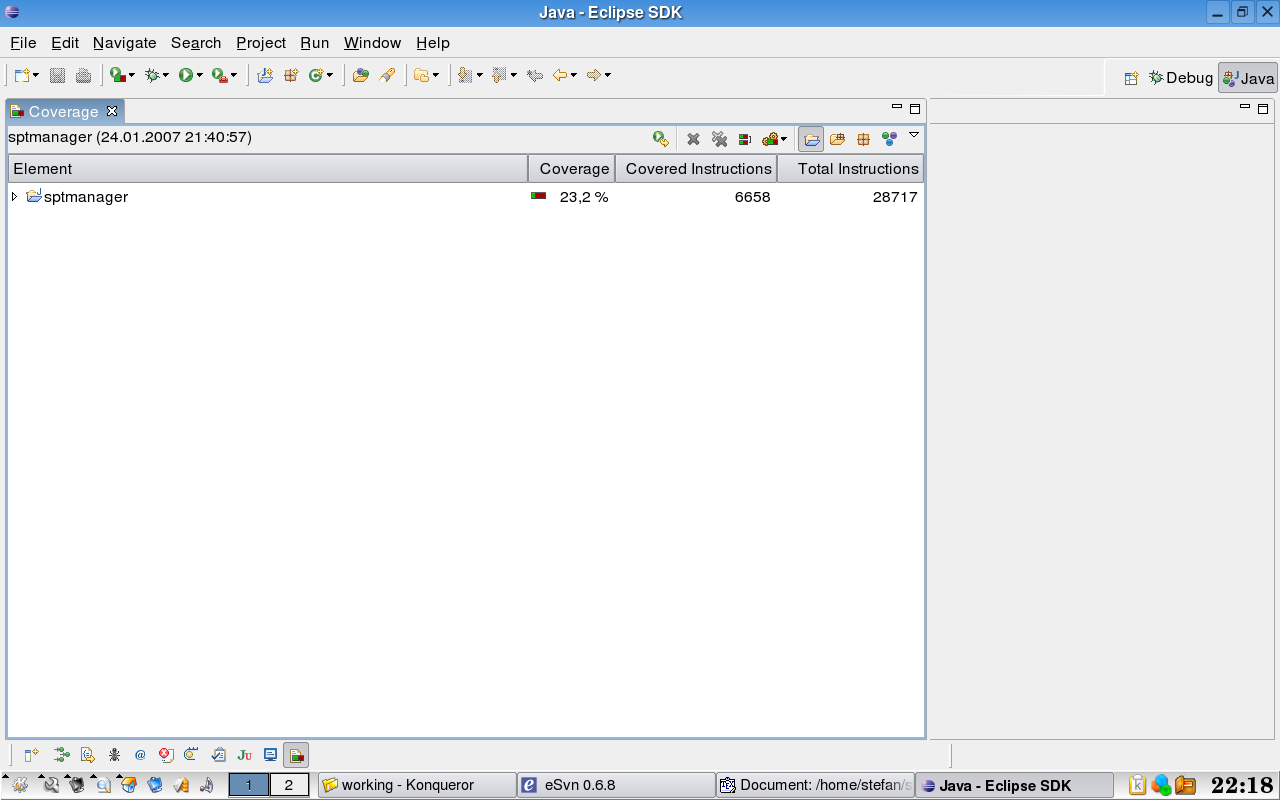 Java - Eclipse SDK
File Edit Navigate Search Project Run Window Help
Debug Java
Coverage
sptmanager (24.01.2007 21:40:57)
Element Coverage Covered Instructions Total Instructions
sptmanager 23,2 % 6658 28717
@ Ju
1 2 working - Konqueror eSvn 0.6.8 Document: /home/stefan/s Java - Eclipse SDK 22:18